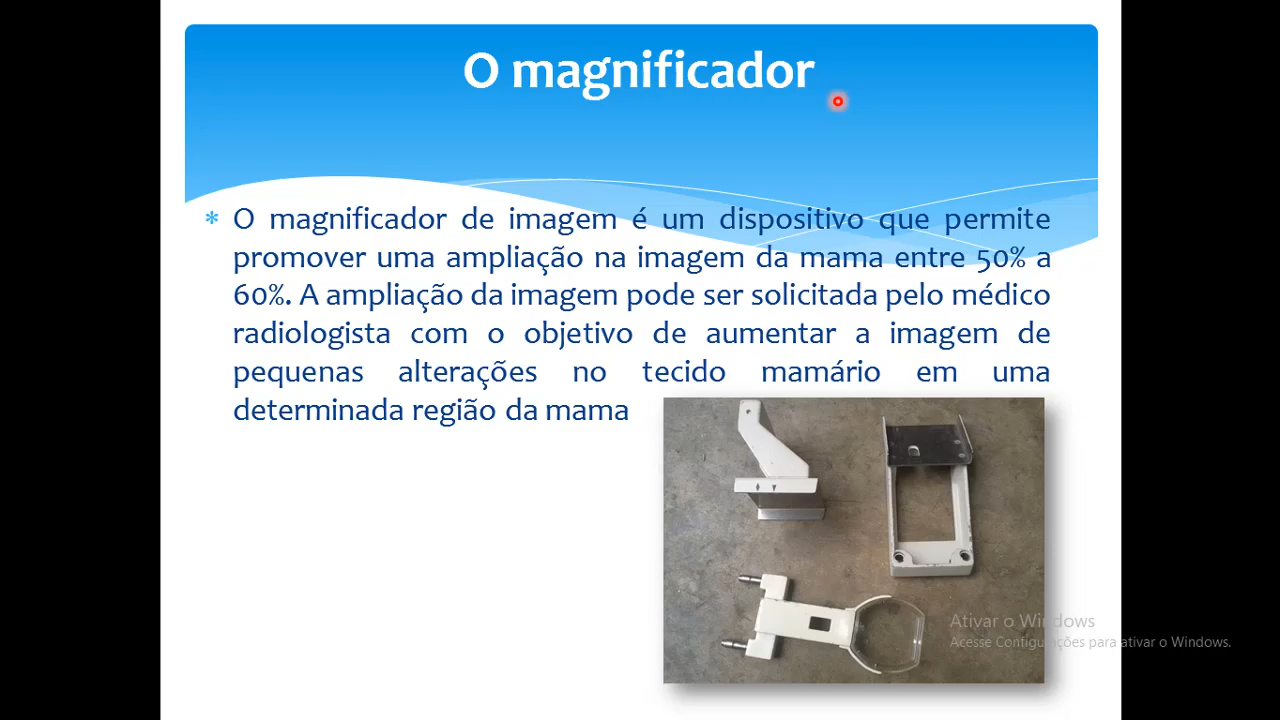 O magnificador
* O magnificador de imagem é um dispositivo que permite
promover uma ampliação na imagem da mama entre 50% a
60%. A ampliação da imagem pode ser solicitada pelo médico
radiologista com o objetivo de aumentar a imagem de
pequenas alterações no tecido mamário em uma
determinada região da mama
Ativar o Windows
Acesse Configurações para ativar o Windows.